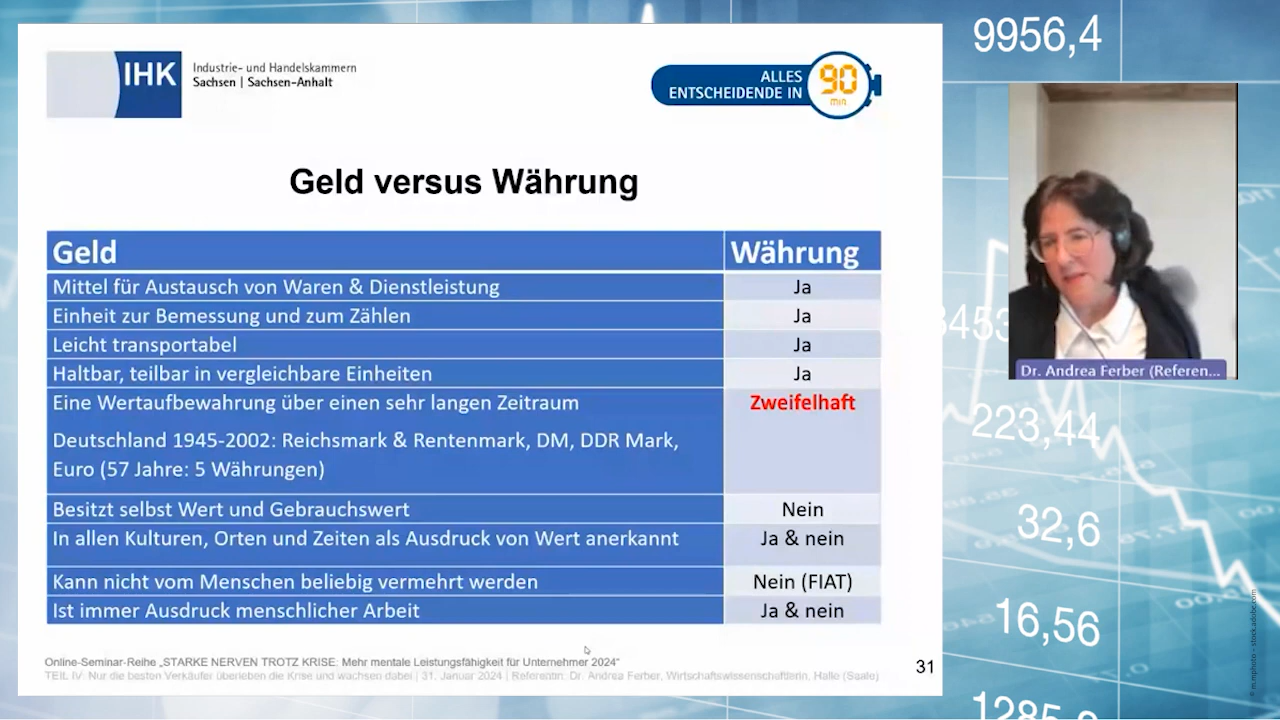 IHK
Industrie- und Handelskammern
Sachsen | Sachsen-Anhalt
ALLES
ENTSCHEIDENDE IN
90
min
Geld versus Währung
Geld Währung
Mittel für Austausch von Waren & Dienstleistung Ja
Einheit zur Bemessung und zum Zählen Ja
Leicht transportabel Ja
Haltbar, teilbar in vergleichbare Einheiten Ja
Eine Wertaufbewahrung über einen sehr langen Zeitraum Zweifelhaft
Deutschland 1945-2002: Reichsmark & Rentenmark, DM, DDR Mark,
Euro (57 Jahre: 5 Währungen)
Besitzt selbst Wert und Gebrauchswert Nein
In allen Kulturen, Orten und Zeiten als Ausdruck von Wert anerkannt Ja & nein
Kann nicht vom Menschen beliebig vermehrt werden Nein (FIAT)
Ist immer Ausdruck menschlicher Arbeit Ja & nein
Online-Seminar-Reihe „STARKE NERVEN TROTZ KRISE: Mehr mentale Leistungsfähigkeit für Unternehmer 2024“
TEIL IV: Nur die besten Verkäufer überleben die Krise und wachsen dabei | 31. Januar 2024 | Referentin: Dr. Andrea Ferber, Wirtschaftswissenschaftlerin, Halle (Saale)
31
9956,4
Dr. Andrea Ferber (Referen...
223,44
32,6
16,56
© m.mphoto - stock.adobe.com